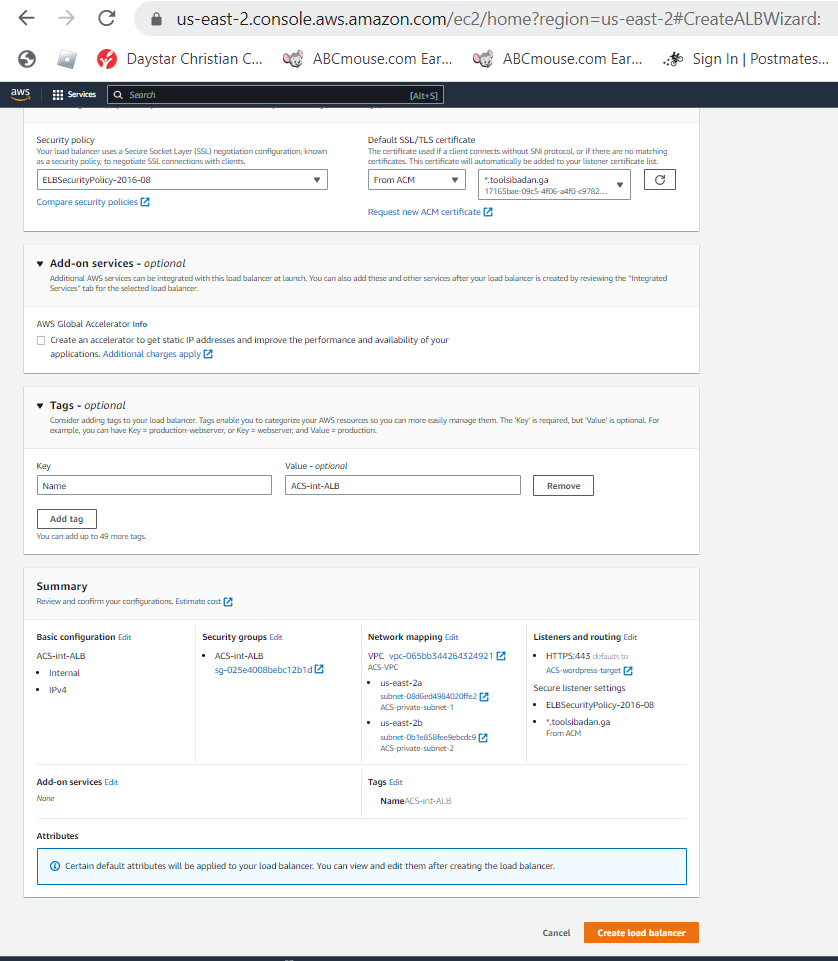 us-east-2.console.aws.amazon.com/ec2/home?region=us-east-2#CreateALBWizard:
Daystar Christian C...
ABCmouse.com Ear...
ABCmouse.com Ear...
Sign In | Postmates...
aws
Services
Search
[Alt+S]
Security policy
Your load balancer uses a Secure Socket Layer (SSL) negotiation configuration, known
as a security policy, to negotiate SSL connections with clients.
ELBSecurityPolicy-2016-08
Compare security policies
Default SSL/TLS certificate
The certificate used if a client connects without SNI protocol, or if there are no matching
certificates. This certificate will automatically be added to your listener certificate list.
From ACM
*.toolsibadan.ga
17165bae-09c5-4f06-a4f0-c9782...
Request new ACM certificate
Add-on services - optional
Additional AWS services can be integrated with this load balancer at launch. You can also add these and other services after your load balancer is created by reviewing the "Integrated
Services" tab for the selected load balancer.
AWS Global Accelerator Info
Create an accelerator to get static IP addresses and improve the performance and availability of your
applications. Additional charges apply
Tags - optional
Consider adding tags to your load balancer. Tags enable you to categorize your AWS resources so you can more easily manage them. The 'Key' is required, but 'Value' is optional. For
example, you can have Key = production-webserver, or Key = webserver, and Value = production.
Key
Value - optional
Name
ACS-int-ALB
Remove
Add tag
You can add up to 49 more tags.
Summary
Review and confirm your configurations. Estimate cost
Basic configuration Edit
ACS-int-ALB
Internal
IPv4
Security groups Edit
ACS-int-ALB
sg-025e4008bebc12b1d
Network mapping Edit
VPC vpc-065bb344264324921
ACS-VPC
us-east-2a
subnet-08d6ed4984020ffe2
ACS-private-subnet-1
us-east-2b
subnet-0b1e858fee9ebcdc9
ACS-private-subnet-2
Listeners and routing Edit
HTTPS:443 defaults to
ACS-wordpress-target
Secure listener settings
ELBSecurityPolicy-2016-08
*.toolsibadan.ga
From ACM
Add-on services Edit
None
Tags Edit
NameACS-int-ALB
Attributes
Certain default attributes will be applied to your load balancer. You can view and edit them after creating the load balancer.
Cancel
Create load balancer